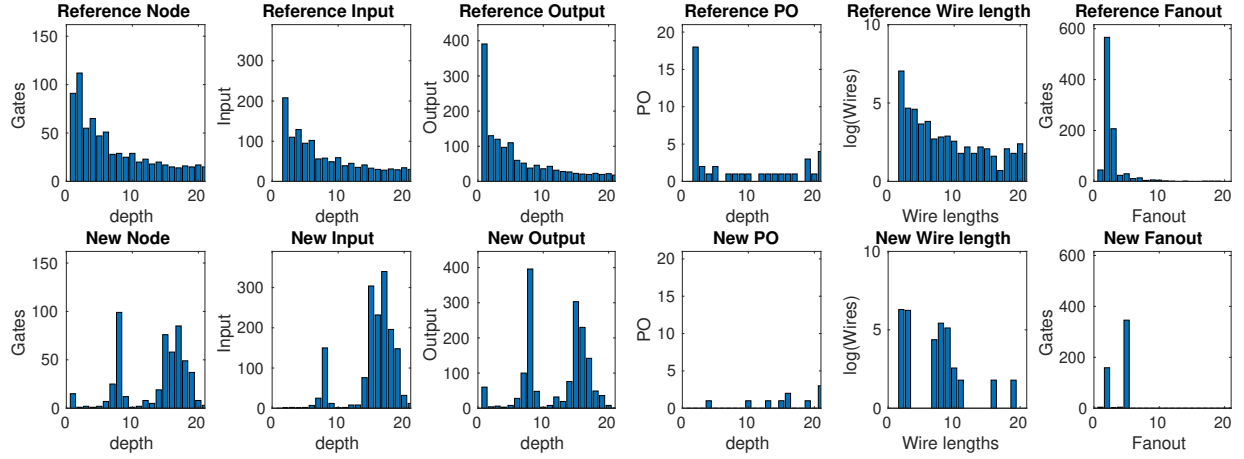 Reference Node
150
100
50
0
Gates
0 10 20
depth
Reference Input
300
200
100
0
Input
0 10 20
depth
Reference Output
400
300
200
100
0
Output
0 10 20
depth
Reference PO
20
15
10
5
0
PO
0 10 20
depth
Reference Wire length
10
5
0
log(Wires)
0 10 20
Wire lengths
Reference Fanout
600
400
200
0
Gates
0 10 20
Fanout
New Node
150
100
50
0
Gates
0 10 20
depth
New Input
300
200
100
0
Input
0 10 20
depth
New Output
400
300
200
100
0
Output
0 10 20
depth
New PO
20
15
10
5
0
PO
0 10 20
depth
New Wire length
10
5
0
log(Wires)
0 10 20
Wire lengths
New Fanout
600
400
200
0
Gates
0 10 20
Fanout